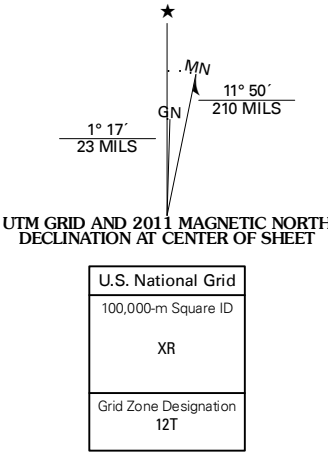 ★
MN
11° 50´
210 MILS
GN
1° 17´
23 MILS
UTM GRID AND 2011 MAGNETIC NORTH
DECLINATION AT CENTER OF SHEET
U.S. National Grid
100,000-m Square ID
XR
Grid Zone Designation
12T